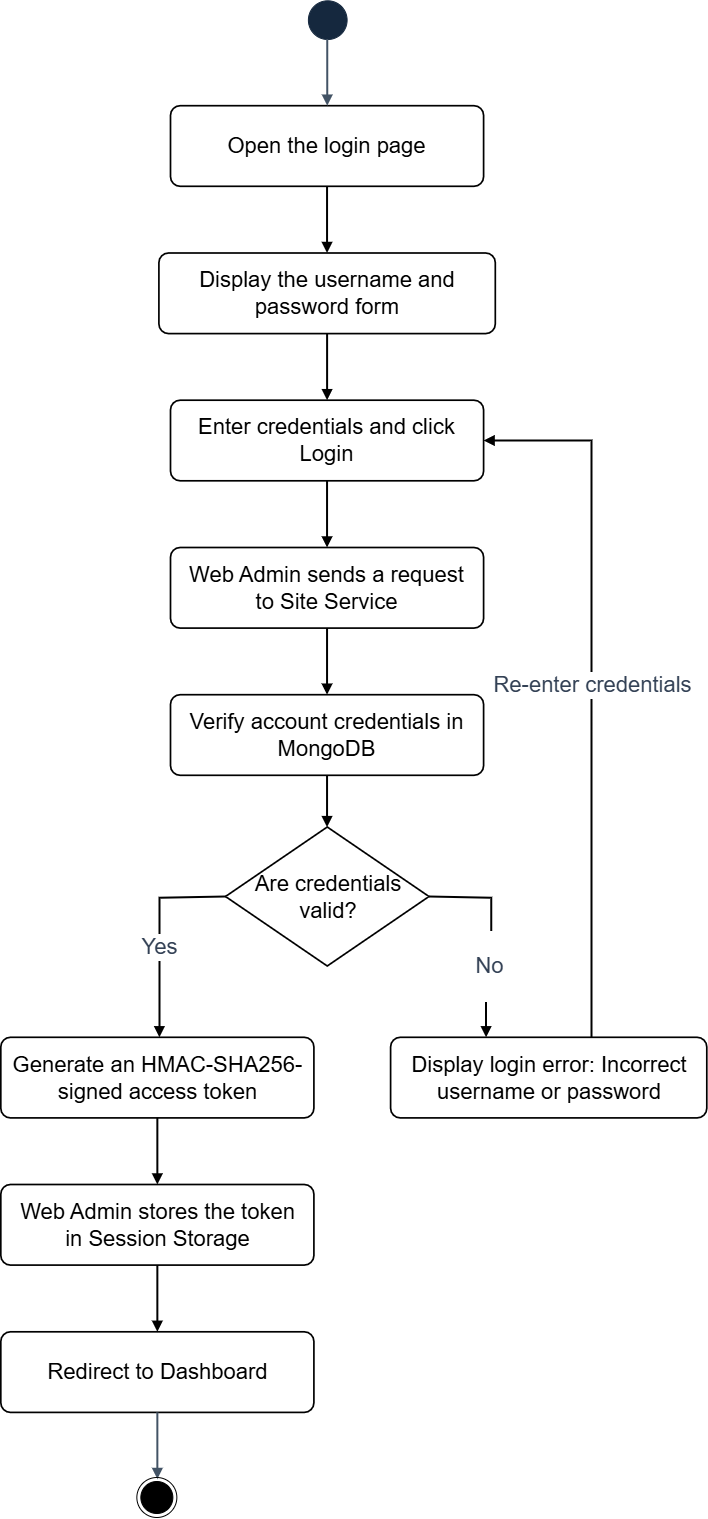 Open the login page
Display the username and
password form
Enter credentials and click
Login
Web Admin sends a request
to Site Service
Re-enter credentials
Verify account credentials in
MongoDB
Are credentials
valid?
Yes
No
Generate an HMAC-SHA256-
signed access token
Display login error: Incorrect
username or password
Web Admin stores the token
in Session Storage
Redirect to Dashboard